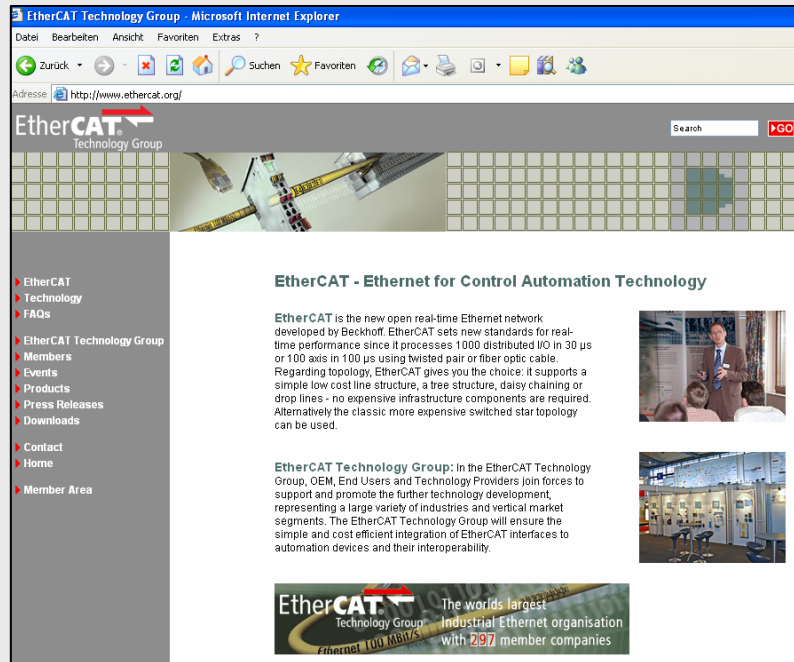 EtherCAT Technology Group - Microsoft Internet Explorer
Datei Bearbeiten Ansicht Favoriten Extras ?
Zurück Suchen Favoriten
Adresse http://www.ethercat.org/
EtherCAT®
Technology Group
Search GO
EtherCAT
Technology
FAQs
EtherCAT Technology Group
Members
Events
Products
Press Releases
Downloads
Contact
Home
Member Area
EtherCAT - Ethernet for Control Automation Technology
EtherCAT is the new open real-time Ethernet network
developed by Beckhoff. EtherCAT sets new standards for real-
time performance since it processes 1000 distributed I/O in 30 µs
or 100 axis in 100 µs using twisted pair or fiber optic cable.
Regarding topology, EtherCAT gives you the choice: it supports a
simple low cost line structure, a tree structure, daisy chaining or
drop lines - no expensive infrastructure components are required.
Alternatively the classic more expensive switched star topology
can be used.
EtherCAT Technology Group: In the EtherCAT Technology
Group, OEM, End Users and Technology Providers join forces to
support and promote the further technology development,
representing a large variety of industries and vertical market
segments. The EtherCAT Technology Group will ensure the
simple and cost efficient integration of EtherCAT interfaces to
automation devices and their interoperability.
EtherCAT®
Technology Group
The worlds largest
Industrial Ethernet organisation
with 297 member companies
Ethernet 100 MBit/s